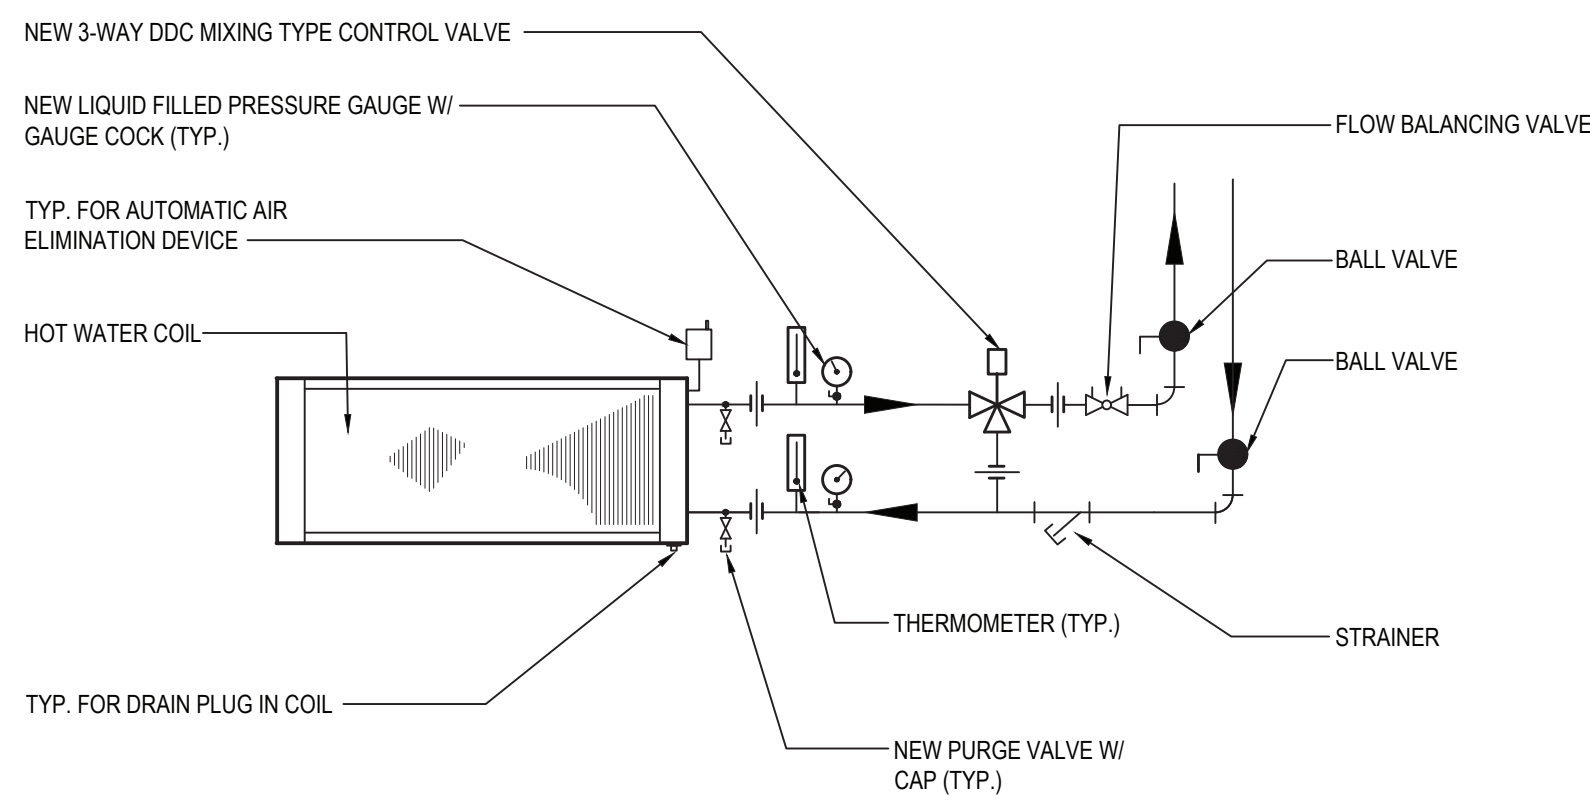 NEW 3-WAY DDC MIXING TYPE CONTROL VALVE
NEW LIQUID FILLED PRESSURE GAUGE W/
GAUGE COCK (TYP.)
TYP. FOR AUTOMATIC AIR
ELIMINATION DEVICE
HOT WATER COIL
TYP. FOR DRAIN PLUG IN COIL
FLOW BALANCING VALVE
BALL VALVE
BALL VALVE
THERMOMETER (TYP.)
STRAINER
NEW PURGE VALVE W/
CAP (TYP.)